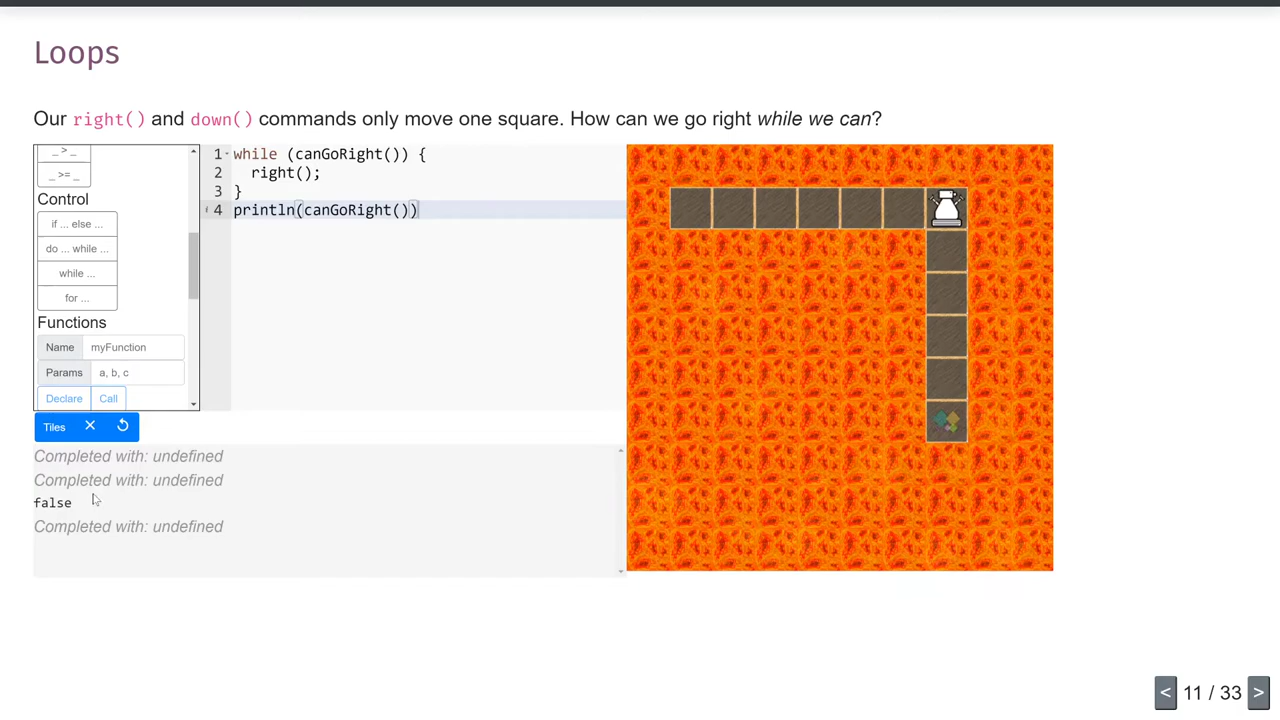 Loops
Our right() and down() commands only move one square. How can we go right while we can?
_ > _
_ >= _
Control
if ... else ...
do ... while ...
while ...
for ...
Functions
Name myFunction
Params a, b, c
Declare Call
Tiles
1 while (canGoRight()) {
2 right();
3 }
4 println(canGoRight())
Completed with: undefined
Completed with: undefined
false
Completed with: undefined
< 11 / 33 >